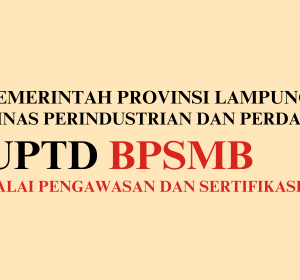 EMERINTAH PROVINSI LAMPUNG
INAS PERINDUSTRIAN DAN PERDA
UPTD BPSMB
ALAI PENGAWASAN DAN SERTIFIKASI